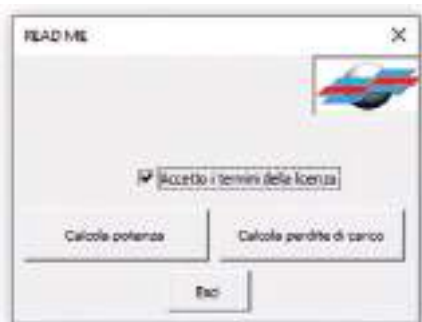 READ ME
Accetto i termini della licenza
Calcola potenza
Calcola perdite di carico
Esci